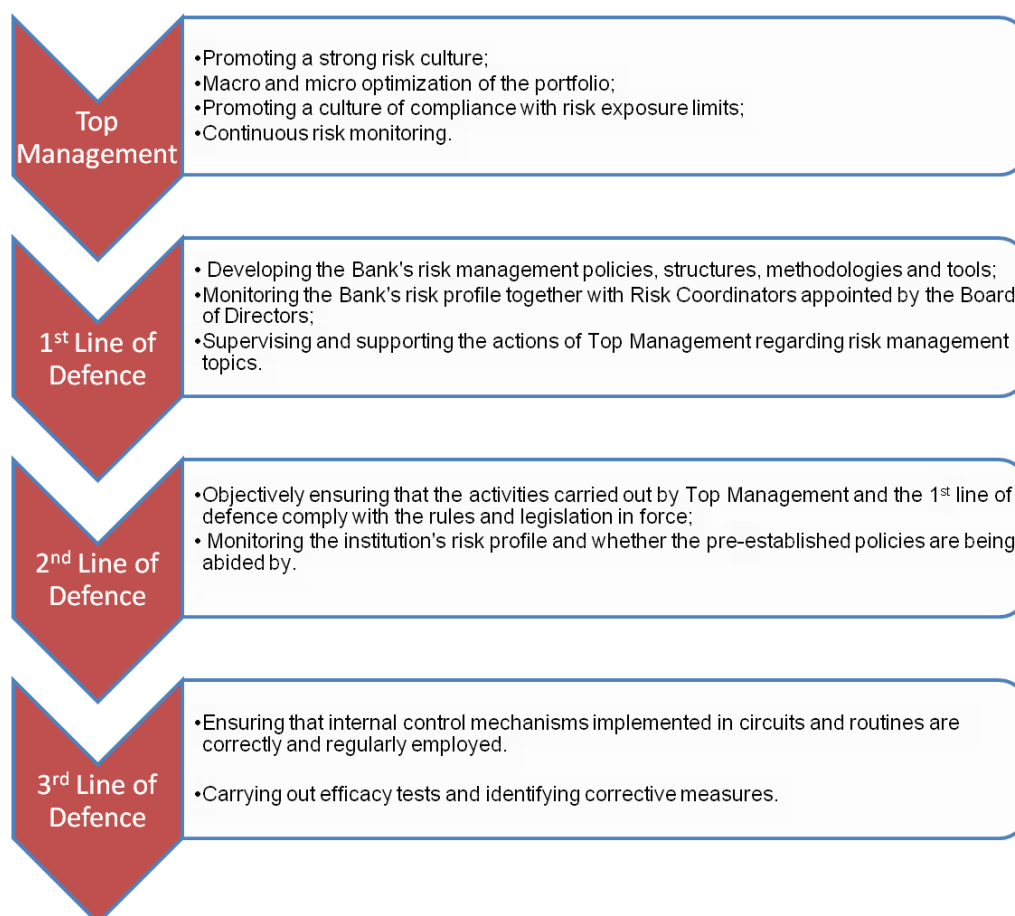 Top
Management
•Promoting a strong risk culture;
•Macro and micro optimization of the portfolio;
•Promoting a culture of compliance with risk exposure limits;
•Continuous risk monitoring.
1st Line of
Defence
• Developing the Bank's risk management policies, structures, methodologies and tools;
•Monitoring the Bank's risk profile together with Risk Coordinators appointed by the Board
of Directors;
•Supervising and supporting the actions of Top Management regarding risk management
topics.
2nd Line of
Defence
•Objectively ensuring that the activities carried out by Top Management and the 1st line of
defence comply with the rules and legislation in force;
• Monitoring the institution's risk profile and whether the pre-established policies are being
abided by.
3rd Line of
Defence
•Ensuring that internal control mechanisms implemented in circuits and routines are
correctly and regularly employed.
•Carrying out efficacy tests and identifying corrective measures.